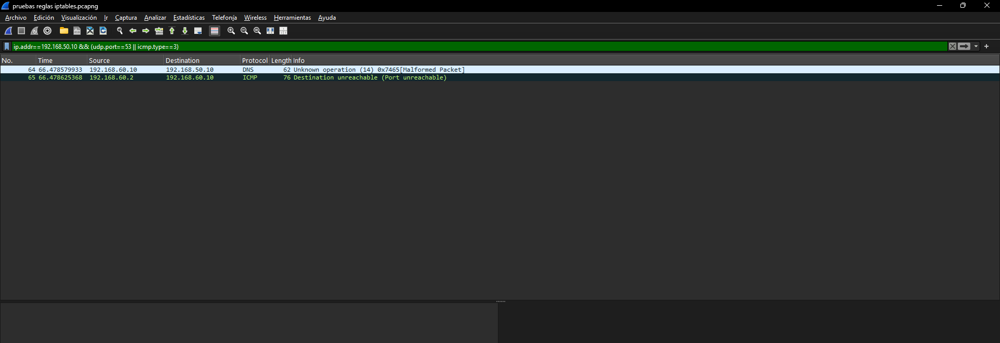 pruebas reglas iptables.pcapng
Archivo Edición Visualización Ir Captura Analizar Estadísticas Telefonía Wireless Herramientas Ayuda
ip.addr==192.168.50.10 && (udp.port==53 || icmp.type==3)
No. Time Source Destination Protocol Length Info
64 66.478579933 192.168.60.10 192.168.50.10 DNS 62 Unknown operation (14) 0x7465[Malformed Packet]
65 66.478625368 192.168.60.2 192.168.60.10 ICMP 76 Destination unreachable (Port unreachable)